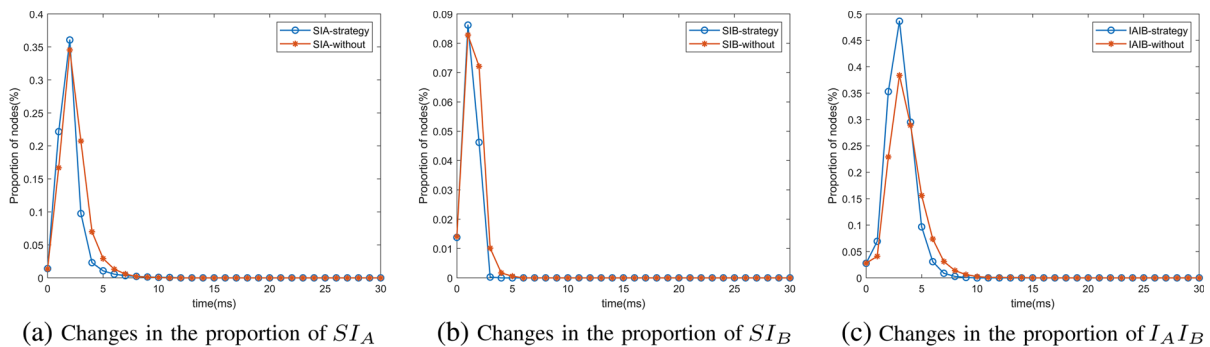 0.4
0.35
0.3
0.25
0.2
0.15
0.1
0.05
0
Proportion of nodes(%)
SIA-strategy
SIA-without
0 5 10 15 20 25 30
time(ms)
(a) Changes in the proportion of SI_A
0.09
0.08
0.07
0.06
0.05
0.04
0.03
0.02
0.01
0
Proportion of nodes(%)
SIB-strategy
SIB-without
0 5 10 15 20 25 30
time(ms)
(b) Changes in the proportion of SI_B
0.5
0.45
0.4
0.35
0.3
0.25
0.2
0.15
0.1
0.05
0
Proportion of nodes(%)
IAIB-strategy
IAIB-without
0 5 10 15 20 25 30
time(ms)
(c) Changes in the proportion of I_A I_B